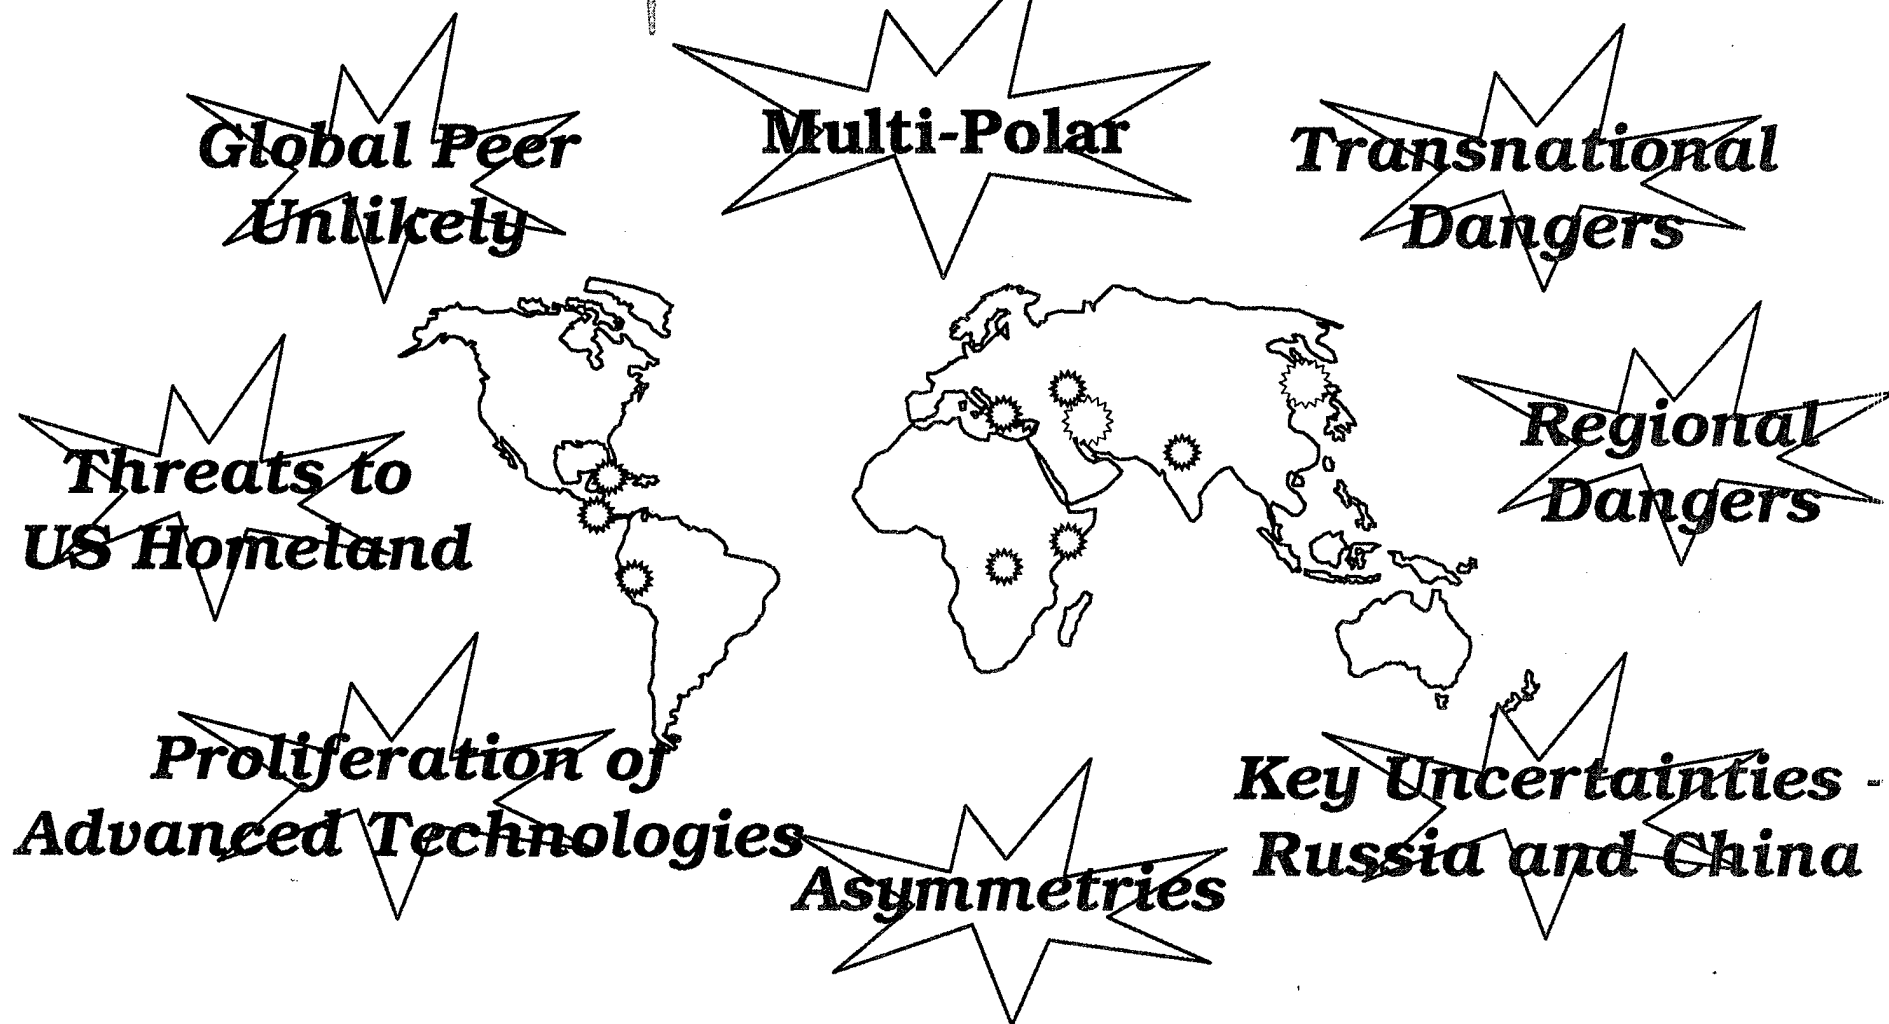 Global Peer
Unlikely
Multi-Polar
Transnational
Dangers
Threats to
US Homeland
Regional
Dangers
Proliferation of
Advanced Technologies
Asymmetries
Key Uncertainties -
Russia and China